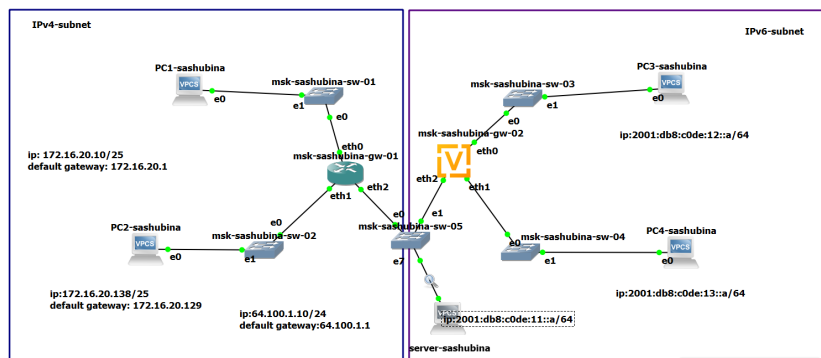 IPv4-subnet
IPv6-subnet
PC1-sashubina
VPCS
e0
msk-sashubina-sw-01
e1
e0
eth0
msk-sashubina-gw-01
eth1
eth2
ip: 172.16.20.10/25
default gateway: 172.16.20.1
PC2-sashubina
VPCS
e0
msk-sashubina-sw-02
e0
e1
ip:172.16.20.138/25
default gateway: 172.16.20.129
ip:64.100.1.10/24
default gateway:64.100.1.1
msk-sashubina-sw-03
e0
e1
PC3-sashubina
VPCS
e0
ip:2001:db8:c0de:12::a/64
msk-sashubina-gw-02
V
eth0
eth2
eth1
e0
e1
msk-sashubina-sw-05
e7
msk-sashubina-sw-04
e0
e1
PC4-sashubina
VPCS
e0
ip:2001:db8:c0de:13::a/64
ip:2001:db8:c0de:11::a/64
server-sashubina